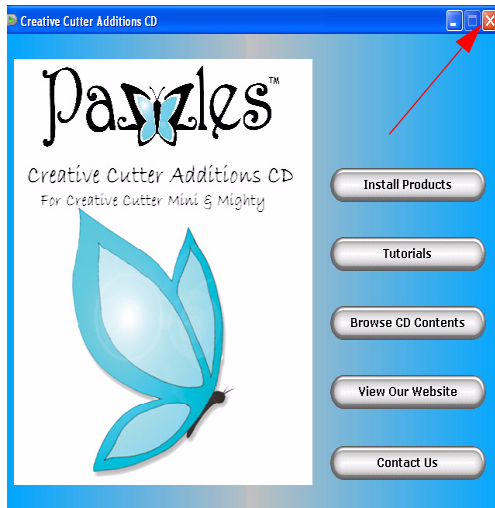 Creative Cutter Additions CD
Pazzles™
Creative Cutter Additions CD
For Creative Cutter Mini & Mighty
Install Products
Tutorials
Browse CD Contents
View Our Website
Contact Us